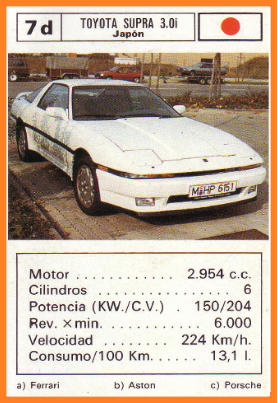 7d
TOYOTA SUPRA 3.0i
Japón
M·HP 6151
Motor ........... 2.954 c.c.
Cilindros ................ 6
Potencia (KW./C.V.) . 150/204
Rev. × min. ........... 6.000
Velocidad ....... 224 Km/h.
Consumo/100 Km. ..... 13,1 l.
a) Ferrari b) Aston c) Porsche